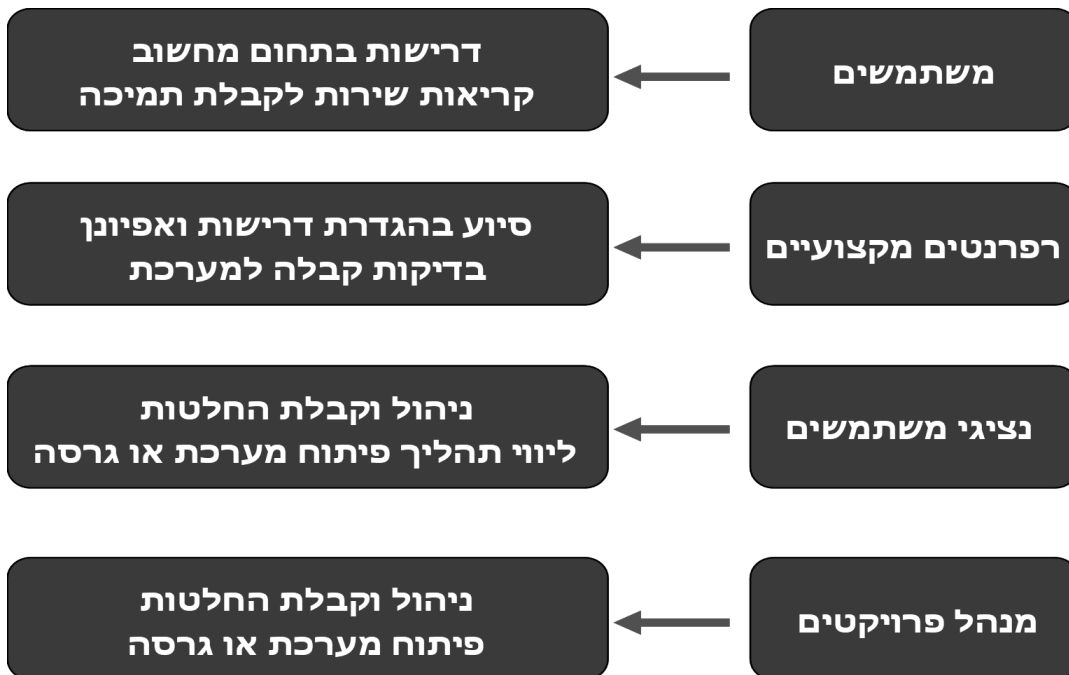 משתמשים
דרישות בתחום מחשוב
קריאות שירות לקבלת תמיכה
רפרנטים מקצועיים
סיוע בהגדרת דרישות ואפיונן
בדיקות קבלה למערכת
נציגי משתמשים
ניהול וקבלת החלטות
ליווי תהליך פיתוח מערכת או גרסה
מנהל פרויקטים
ניהול וקבלת החלטות
פיתוח מערכת או גרסה